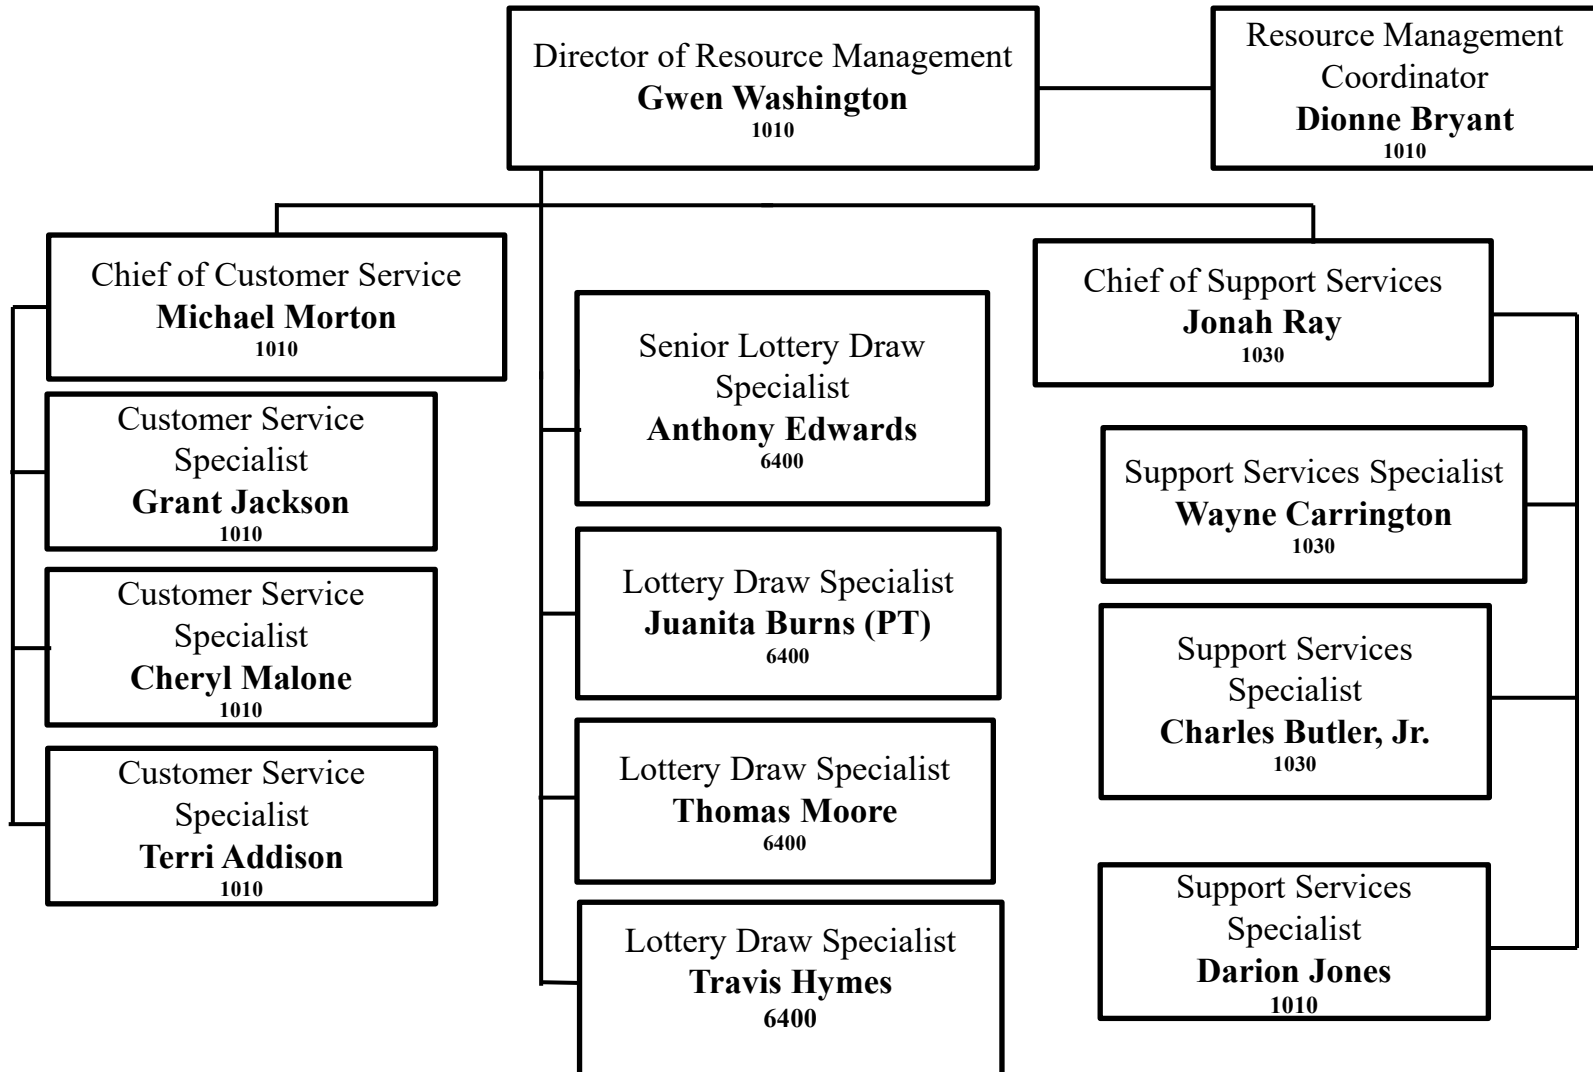 Director of Resource Management
Gwen Washington
1010
Resource Management
Coordinator
Dionne Bryant
1010
Chief of Customer Service
Michael Morton
1010
Customer Service
Specialist
Grant Jackson
1010
Customer Service
Specialist
Cheryl Malone
1010
Customer Service
Specialist
Terri Addison
1010
Senior Lottery Draw
Specialist
Anthony Edwards
6400
Lottery Draw Specialist
Juanita Burns (PT)
6400
Lottery Draw Specialist
Thomas Moore
6400
Lottery Draw Specialist
Travis Hymes
6400
Chief of Support Services
Jonah Ray
1030
Support Services Specialist
Wayne Carrington
1030
Support Services
Specialist
Charles Butler, Jr.
1030
Support Services
Specialist
Darion Jones
1010